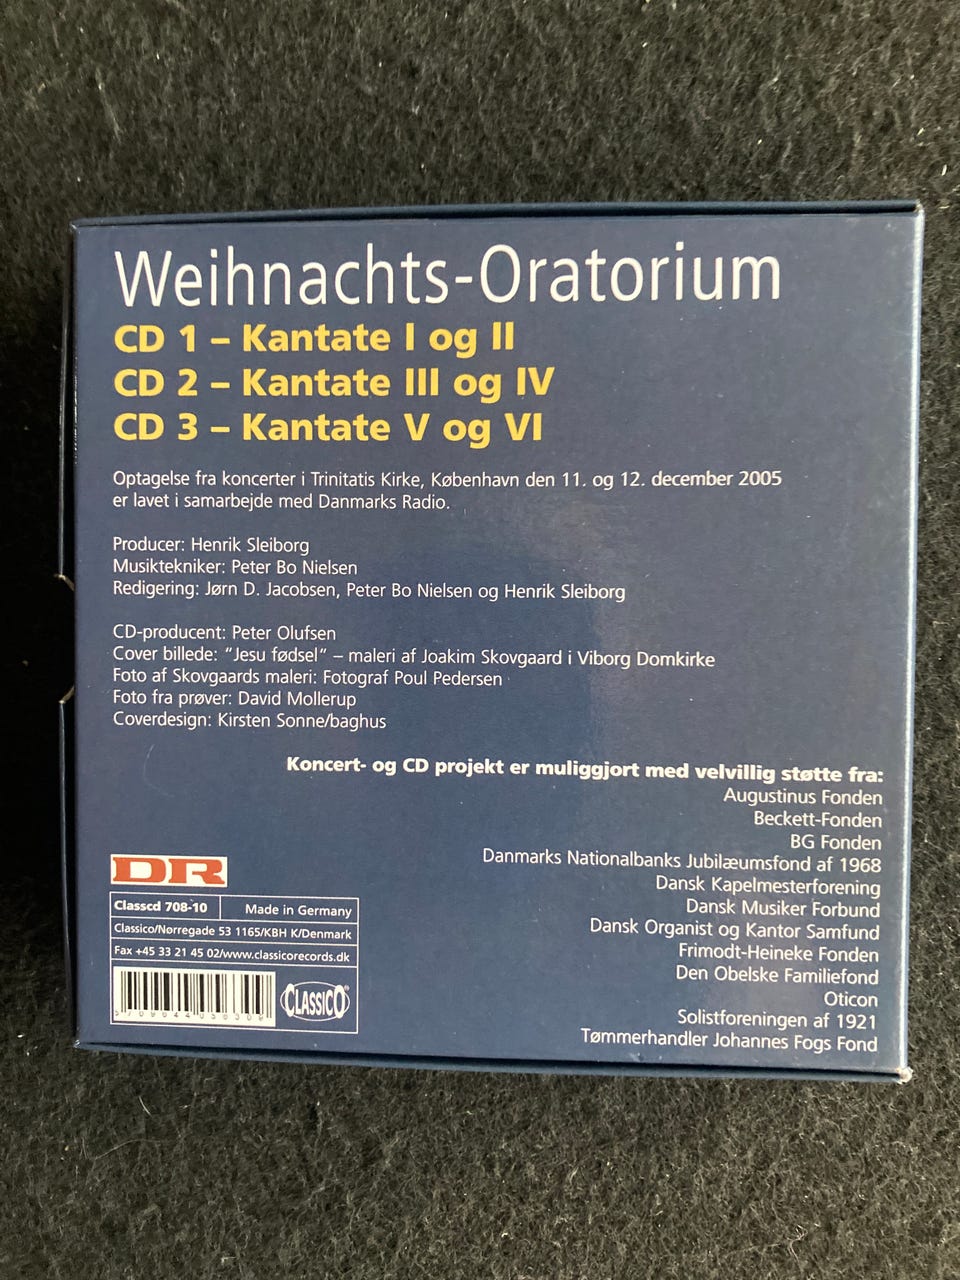 Weihnachts-Oratorium
CD 1 – Kantate I og II
CD 2 – Kantate III og IV
CD 3 – Kantate V og VI
Optagelse fra koncerter i Trinitatis Kirke, København den 11. og 12. december 2005
er lavet i samarbejde med Danmarks Radio.
Producer: Henrik Sleiborg
Musiktekniker: Peter Bo Nielsen
Redigering: Jørn D. Jacobsen, Peter Bo Nielsen og Henrik Sleiborg
CD-producent: Peter Olufsen
Cover billede: “Jesu fødsel” – maleri af Joakim Skovgaard i Viborg Domkirke
Foto af Skovgaards maleri: Fotograf Poul Pedersen
Foto fra prøver: David Mollerup
Coverdesign: Kirsten Sonne/baghus
Koncert- og CD projekt er muliggjort med velvillig støtte fra:
Augustinus Fonden
Beckett-Fonden
BG Fonden
Danmarks Nationalbanks Jubilæumsfond af 1968
Dansk Kapelmesterforening
Dansk Musiker Forbund
Dansk Organist og Kantor Samfund
Frimodt-Heineke Fonden
Den Obelske Familiefond
Oticon
Solistforeningen af 1921
Tømmerhandler Johannes Fogs Fond
DR
Classcd 708-10 Made in Germany
Classico/Nørregade 53 1165/KBH K/Denmark
Fax +45 33 21 45 02/www.classicorecords.dk
CLASSICO